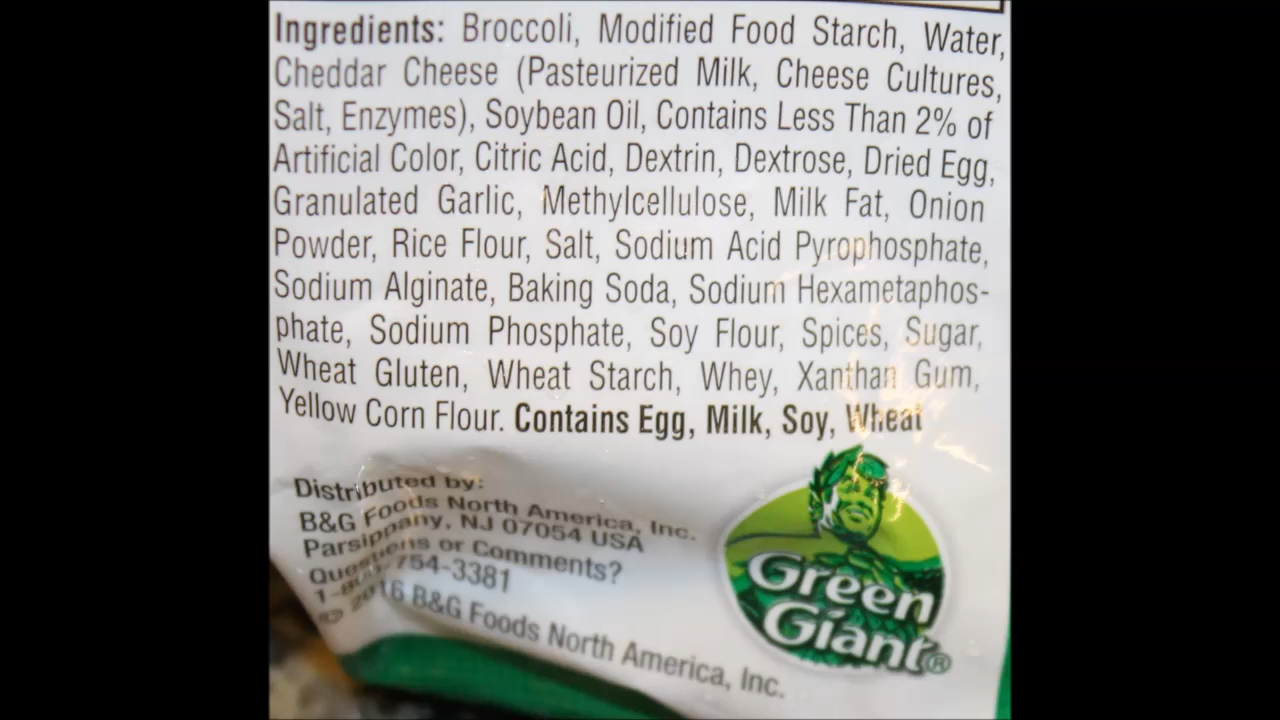 Ingredients: Broccoli, Modified Food Starch, Water,
Cheddar Cheese (Pasteurized Milk, Cheese Cultures,
Salt, Enzymes), Soybean Oil, Contains Less Than 2% of
Artificial Color, Citric Acid, Dextrin, Dextrose, Dried Egg,
Granulated Garlic, Methylcellulose, Milk Fat, Onion
Powder, Rice Flour, Salt, Sodium Acid Pyrophosphate,
Sodium Alginate, Baking Soda, Sodium Hexametaphos-
phate, Sodium Phosphate, Soy Flour, Spices, Sugar,
Wheat Gluten, Wheat Starch, Whey, Xanthan Gum,
Yellow Corn Flour. Contains Egg, Milk, Soy, Wheat
Distributed by:
B&G Foods North America, Inc.
Parsippany, NJ 07054 USA
Questions or Comments?
754-3381
© 2016 B&G Foods North America, Inc.
Green
Giant®